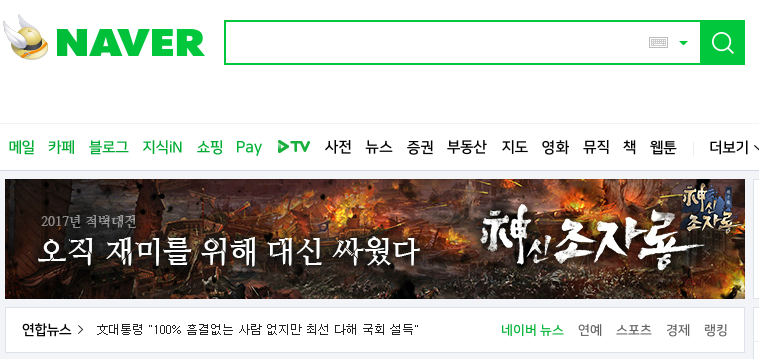 NAVER
메일 카페 블로그 지식iN 쇼핑 Pay TV 사전 뉴스 증권 부동산 지도 영화 뮤직 책 웹툰 더보기
2017년 적벽대전
오직 재미를 위해 대신 싸웠다
神신조자룡
神신조자룡
연합뉴스 > 文대통령 "100% 흠결없는 사람 없지만 최선 다해 국회 설득"
네이버 뉴스 연예 스포츠 경제 랭킹